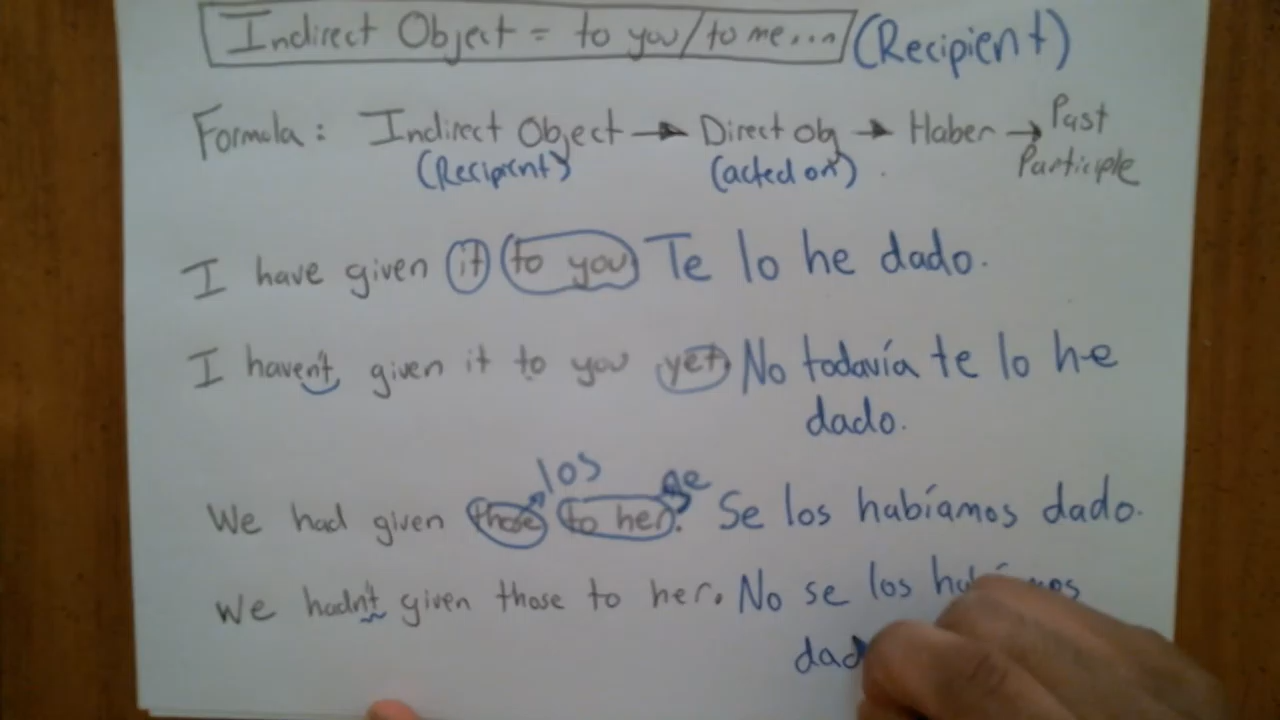 Indirect Object = to you/to me... (Recipient)
Formula: Indirect Object → Direct ob → Haber → Past Participle
(Recipient) (acted on)
I have given it to you Te lo he dado.
I haven't given it to you yet No todavía te lo he
dado.
los se
We had given those to her. Se los habíamos dado.
We hadn't given those to her. No se los
dad